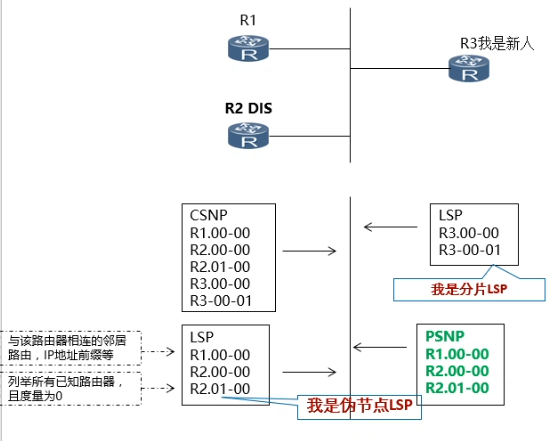 R1
R3我是新人
R
R
R2 DIS
R
CSNP
R1.00-00
R2.00-00
R2.01-00
R3.00-00
R3-00-01
LSP
R3.00-00
R3-00-01
我是分片LSP
与该路由器相连的邻居
路由，IP地址前缀等
列举所有已知路由器，
且度量为0
LSP
R1.00-00
R2.00-00
R2.01-00
我是伪节点LSP
PSNP
R1.00-00
R2.00-00
R2.01-00